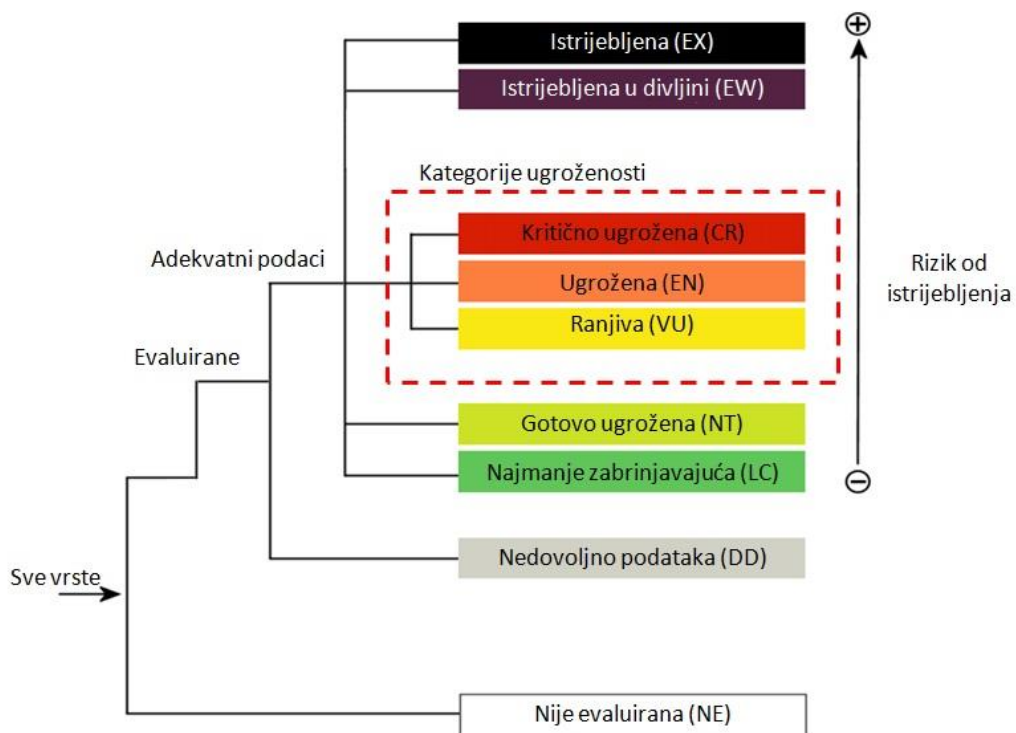 Istrijebljena (EX)
Istrijebljena u divljini (EW)
Kategorije ugroženosti
Kritično ugrožena (CR)
Adekvatni podaci
Ugrožena (EN)
Rizik od
istrijebljenja
Ranjiva (VU)
Evaluirane
Gotovo ugrožena (NT)
Najmanje zabrinjavajuća (LC)
Nedovoljno podataka (DD)
Sve vrste
Nije evaluirana (NE)